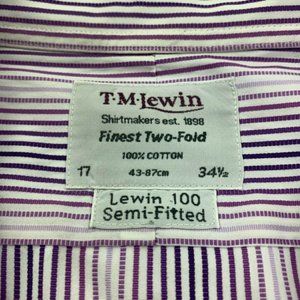 T·M·Lewin
Shirtmakers est. 1898
Finest Two-Fold
100% COTTON
17 43-87cm 34½
Lewin 100
Semi-Fitted